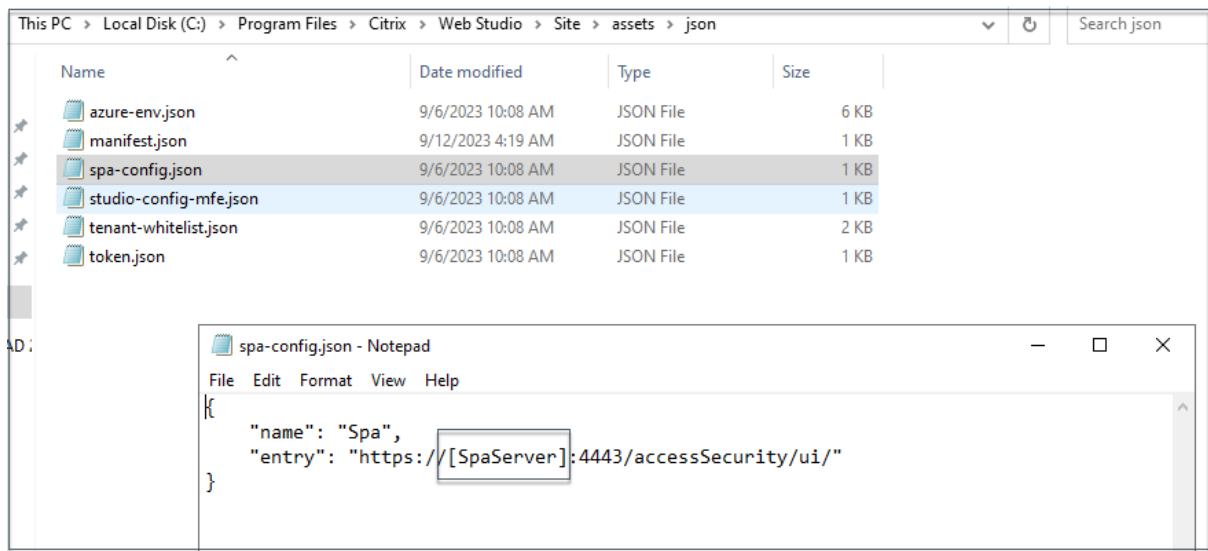 This PC > Local Disk (C:) > Program Files > Citrix > Web Studio > Site > assets > json Search json
Name Date modified Type Size
azure-env.json 9/6/2023 10:08 AM JSON File 6 KB
manifest.json 9/12/2023 4:19 AM JSON File 1 KB
spa-config.json 9/6/2023 10:08 AM JSON File 1 KB
studio-config-mfe.json 9/6/2023 10:08 AM JSON File 1 KB
tenant-whitelist.json 9/6/2023 10:08 AM JSON File 2 KB
token.json 9/6/2023 10:08 AM JSON File 1 KB
spa-config.json - Notepad
File Edit Format View Help
{
"name": "Spa",
"entry": "https://[SpaServer]:4443/accessSecurity/ui/"
}